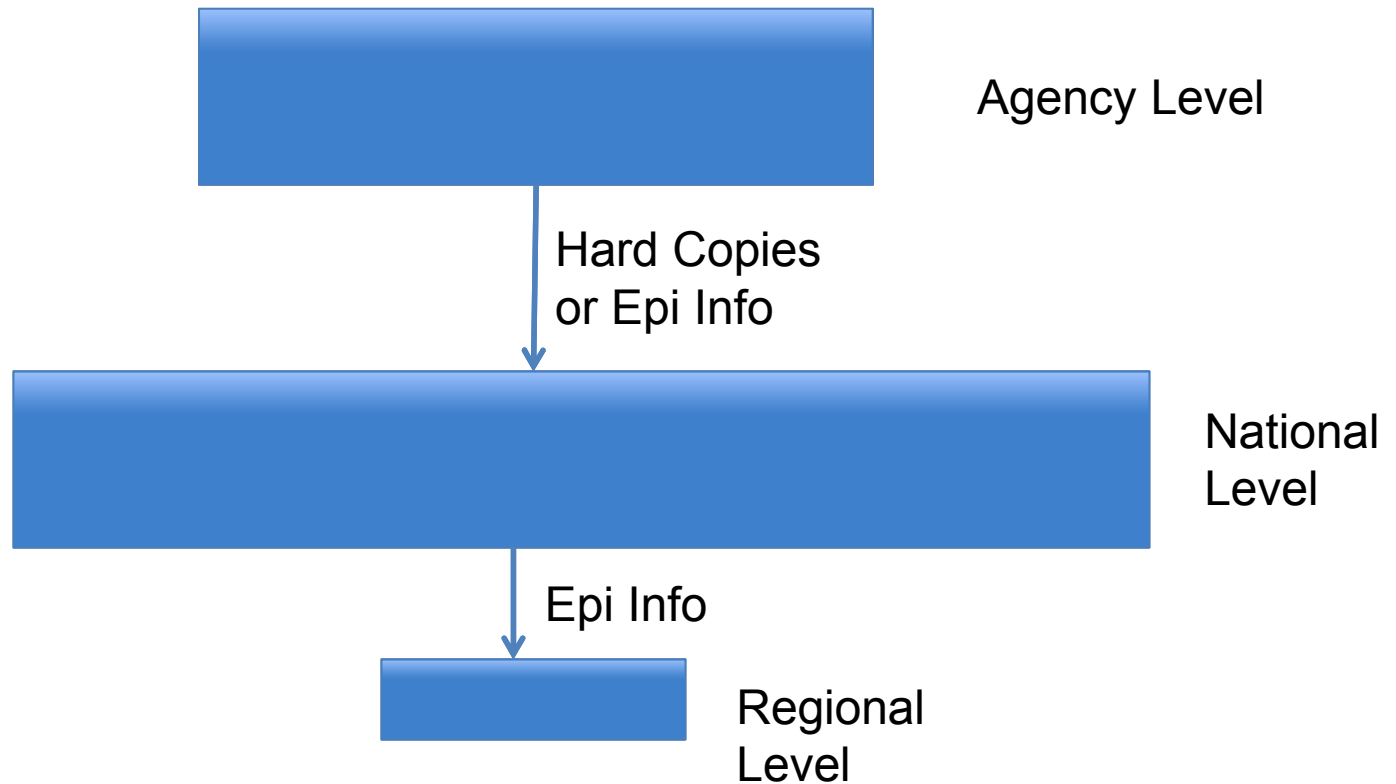 Agency Level
Hard Copies
or Epi Info
National
Level
Epi Info
Regional
Level